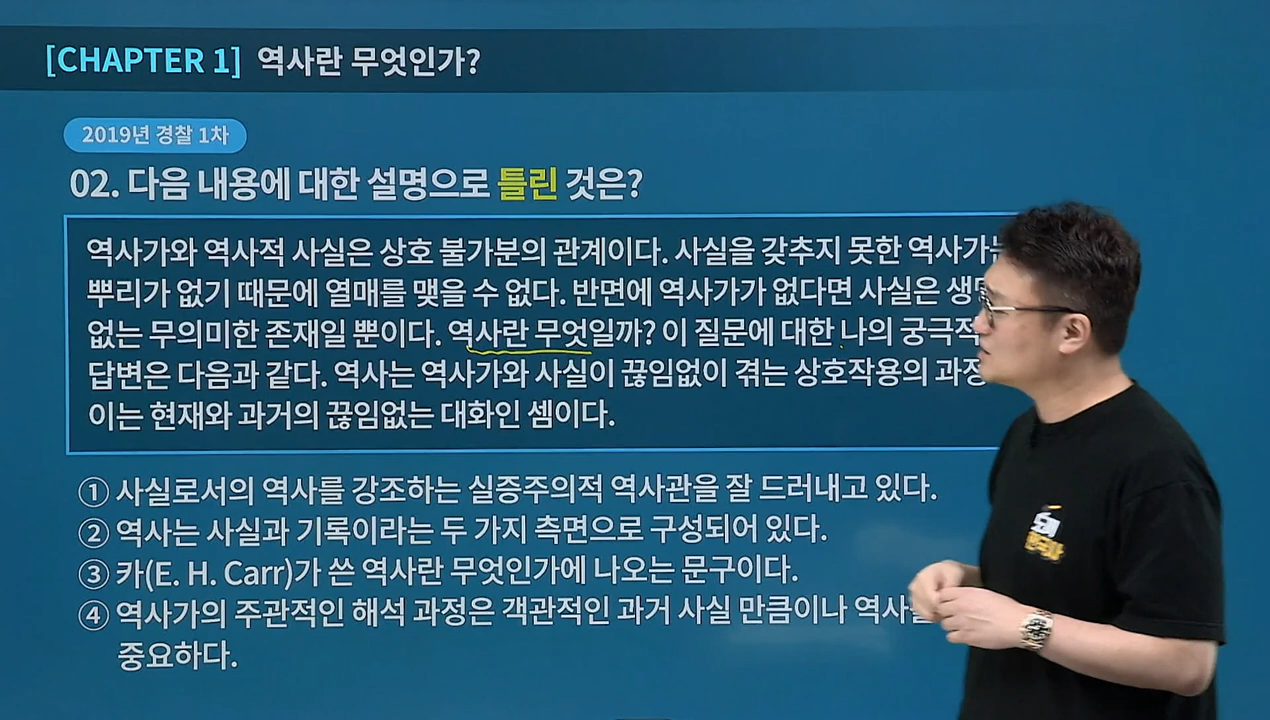 [CHAPTER 1] 역사란 무엇인가?
2019년 경찰 1차
02. 다음 내용에 대한 설명으로 틀린 것은?
역사가와 역사적 사실은 상호 불가분의 관계이다. 사실을 갖추지 못한 역사가는
뿌리가 없기 때문에 열매를 맺을 수 없다. 반면에 역사가가 없다면 사실은
없는 무의미한 존재일 뿐이다. 역사란 무엇일까? 이 질문에 대한 나의 궁극적
답변은 다음과 같다. 역사는 역사가와 사실이 끊임없이 겪는 상호작용의 과정
이는 현재와 과거의 끊임없는 대화인 셈이다.
① 사실로서의 역사를 강조하는 실증주의적 역사관을 잘 드러내고 있다.
② 역사는 사실과 기록이라는 두 가지 측면으로 구성되어 있다.
③ 카(E. H. Carr)가 쓴 역사란 무엇인가에 나오는 문구이다.
④ 역사가의 주관적인 해석 과정은 객관적인 과거 사실 만큼이나
중요하다.